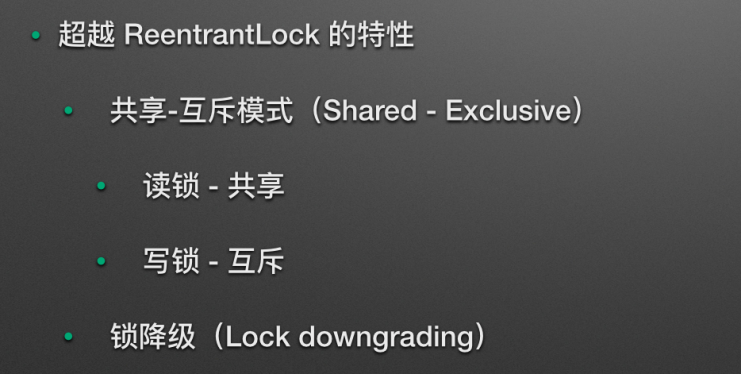 超越 ReentrantLock 的特性
共享-互斥模式（Shared - Exclusive）
读锁 - 共享
写锁 - 互斥
锁降级（Lock downgrading）